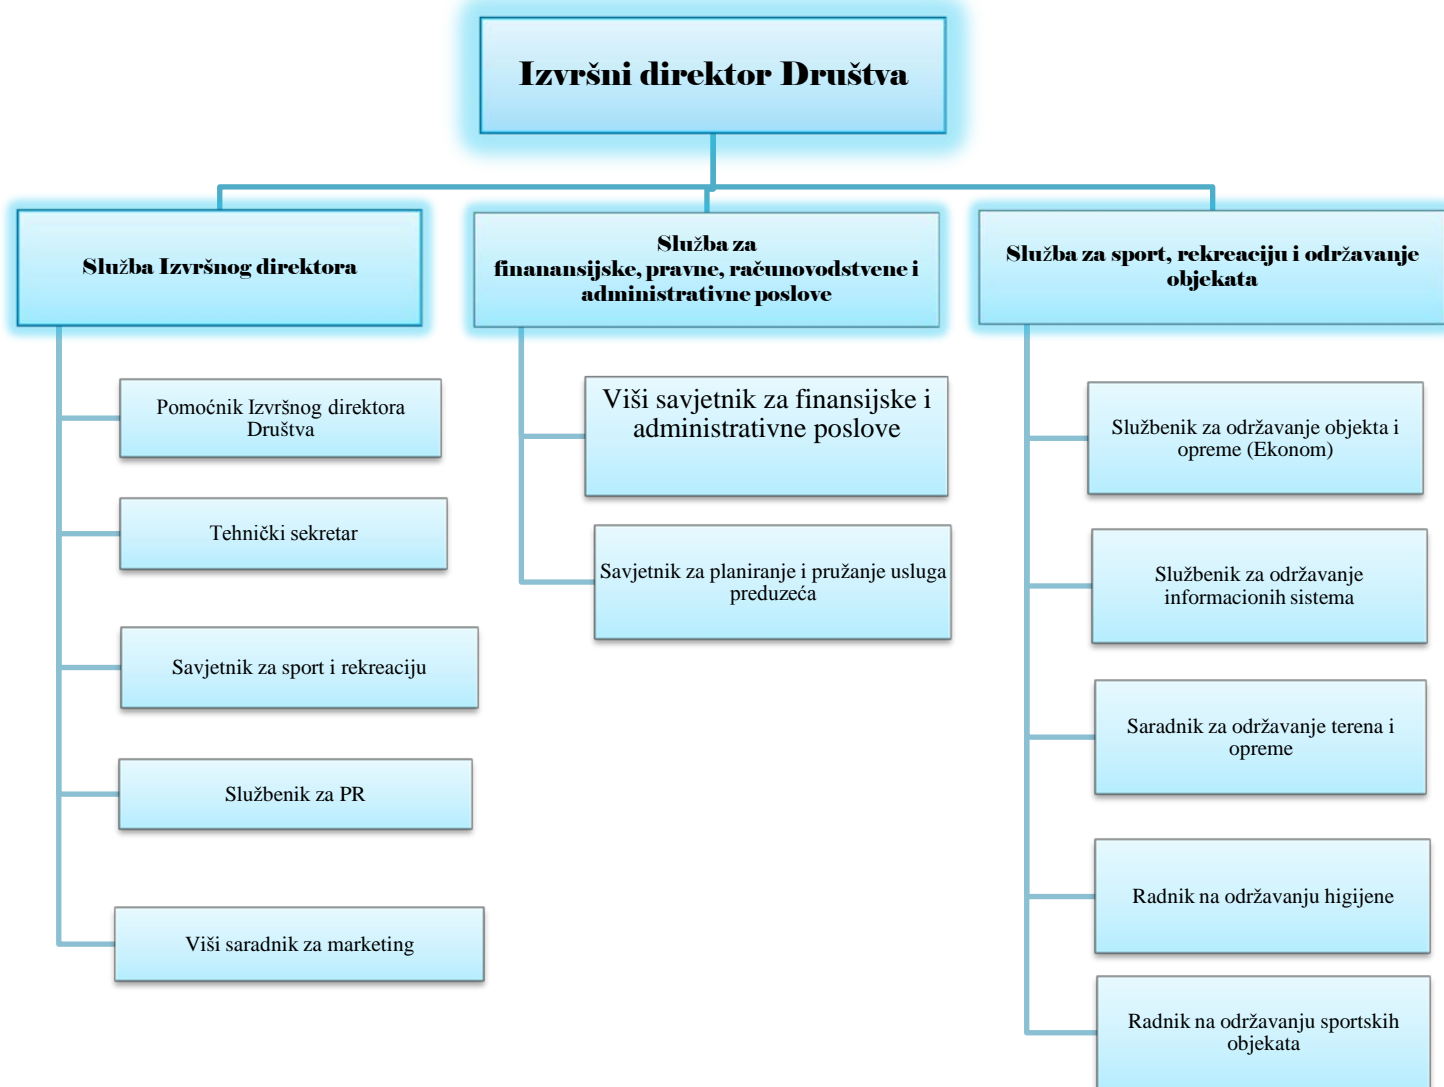 Izvršni direktor Društva
Služba Izvršnog direktora
Pomoćnik Izvršnog direktora
Društva
Tehnički sekretar
Savjetnik za sport i rekreaciju
Službenik za PR
Viši saradnik za marketing
Služba za
finanansijske, pravne, računovodstvene i
administrativne poslove
Viši savjetnik za finansijske i
administrativne poslove
Savjetnik za planiranje i pružanje usluga
preduzeća
Služba za sport, rekreaciju i održavanje
objekata
Službenik za održavanje objekta i
opreme (Ekonom)
Službenik za održavanje
informacionih sistema
Saradnik za održavanje terena i
opreme
Radnik na održavanju higijene
Radnik na održavanju sportskih
objekata